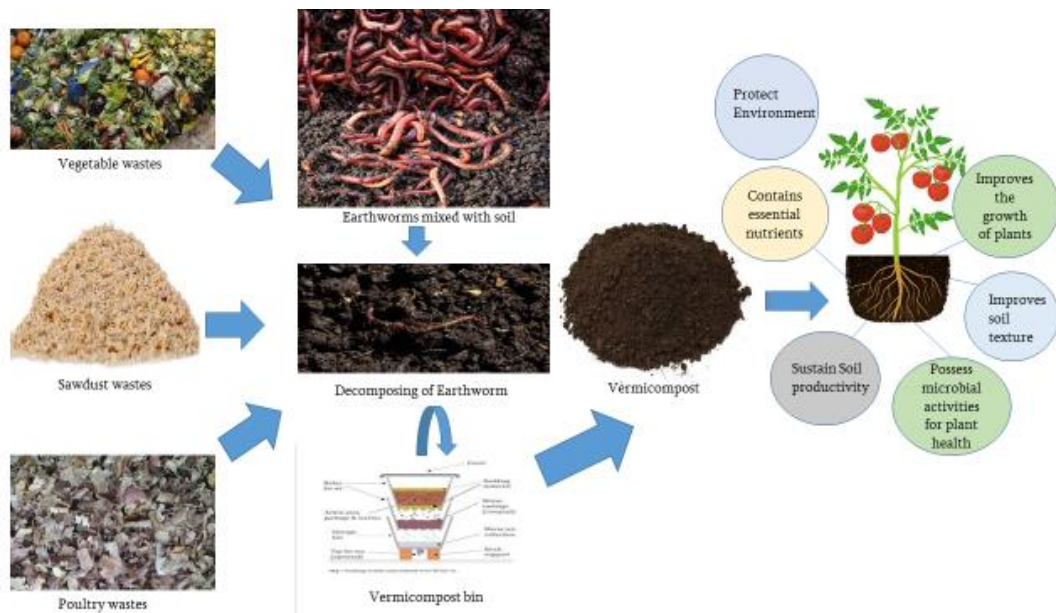 Vegetable wastes
Sawdust wastes
Poultry wastes
Earthworms mixed with soil
Decomposing of Earthworm
Vermicompost bin
Vermicompost
Protect
Environment
Contains
essential
nutrients
Sustain Soil
productivity
Improves
the
growth
of plants
Improves
soil
texture
Possess
microbial
activities
for plant
health